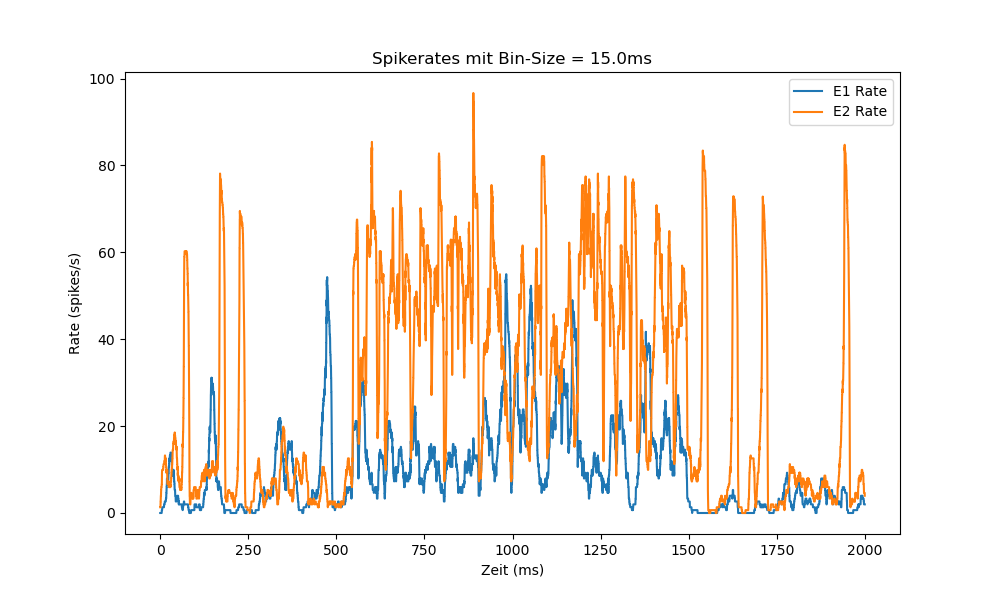 Spikerates mit Bin-Size = 15.0ms
100
80
60
40
20
0
Rate (spikes/s)
E1 Rate
E2 Rate
0 250 500 750 1000 1250 1500 1750 2000
Zeit (ms)